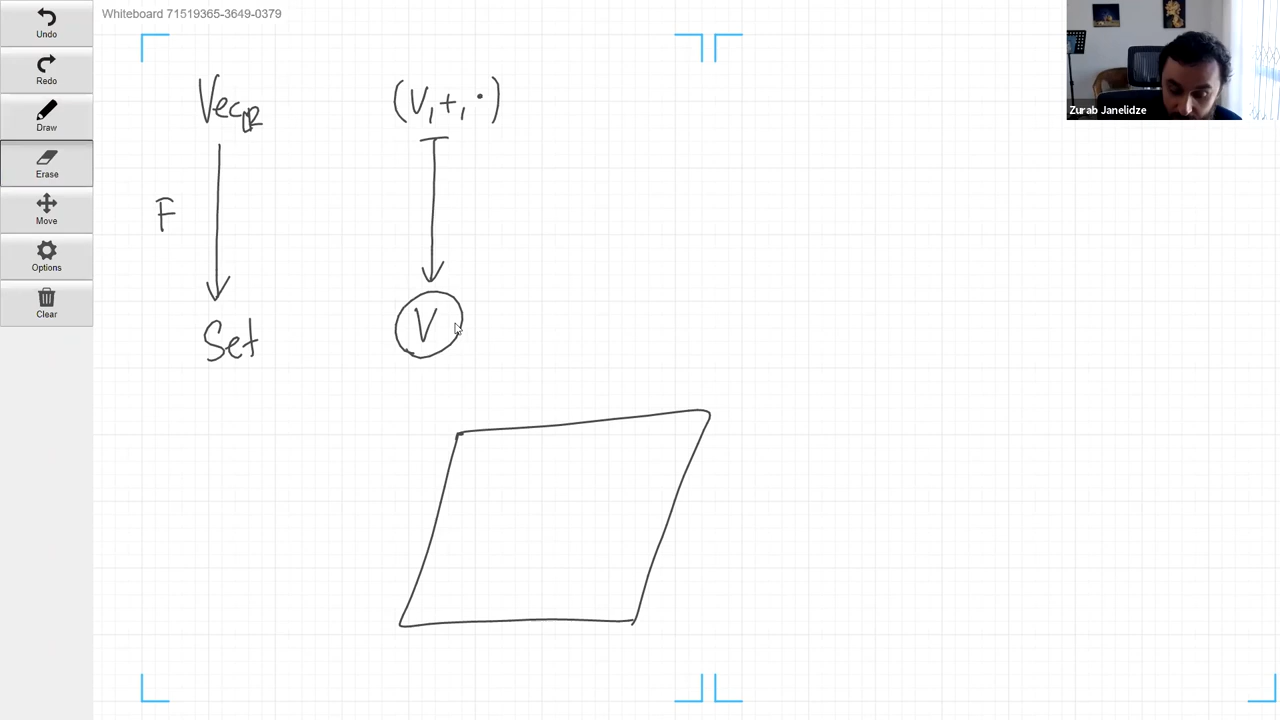 Whiteboard 71519365-3649-0379
Undo
Redo
Draw
Erase
Move
Options
Clear
Vec_ℝ (V, +, ·)
F
Set V
Zurab Janelidze